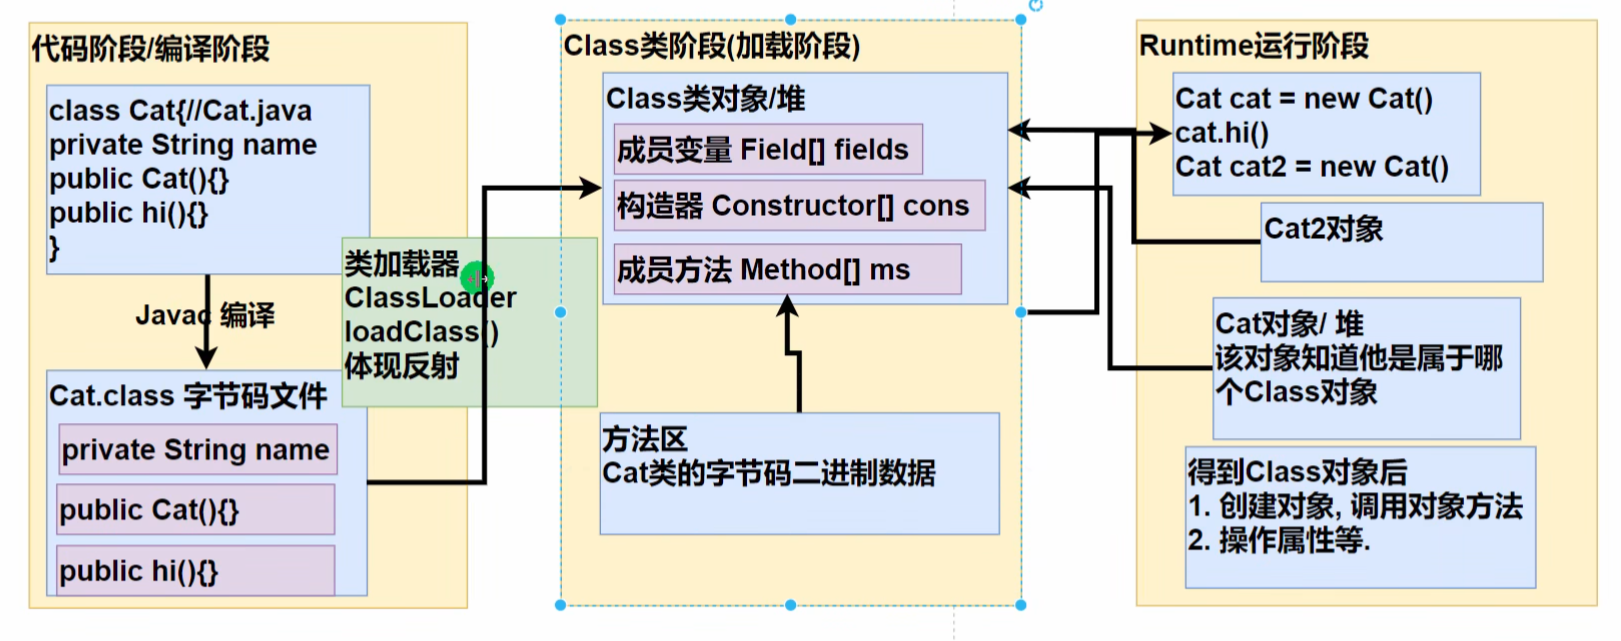 代码阶段/编译阶段
class Cat{//Cat.java
private String name
public Cat(){}
public hi(){}
}
Javac 编译
Cat.class 字节码文件
private String name
public Cat(){}
public hi(){}
类加载器
ClassLoader
loadClass()
体现反射
Class类阶段(加载阶段)
Class类对象/堆
成员变量 Field[] fields
构造器 Constructor[] cons
成员方法 Method[] ms
方法区
Cat类的字节码二进制数据
Runtime运行阶段
Cat cat = new Cat()
cat.hi()
Cat cat2 = new Cat()
Cat2对象
Cat对象/ 堆
该对象知道他是属于哪
个Class对象
得到Class对象后
1. 创建对象, 调用对象方法
2. 操作属性等.